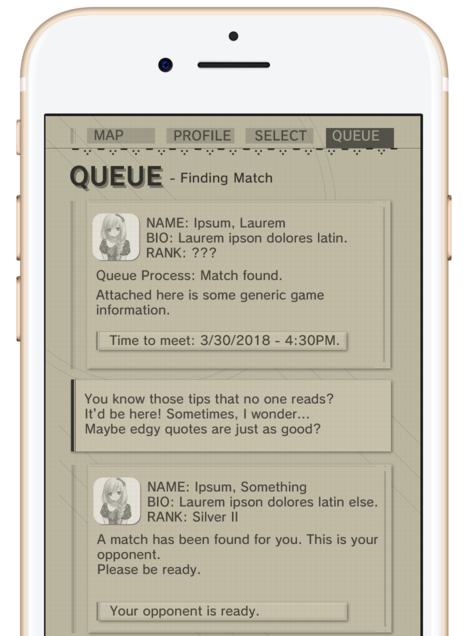 MAP PROFILE SELECT QUEUE
QUEUE - Finding Match
NAME: Ipsum, Laurem
BIO: Laurem ipson dolores latin.
RANK: ???
Queue Process: Match found.
Attached here is some generic game
information.
Time to meet: 3/30/2018 - 4:30PM.
You know those tips that no one reads?
It'd be here! Sometimes, I wonder...
Maybe edgy quotes are just as good?
NAME: Ipsum, Something
BIO: Laurem ipson dolores latin else.
RANK: Silver II
A match has been found for you. This is your
opponent.
Please be ready.
Your opponent is ready.